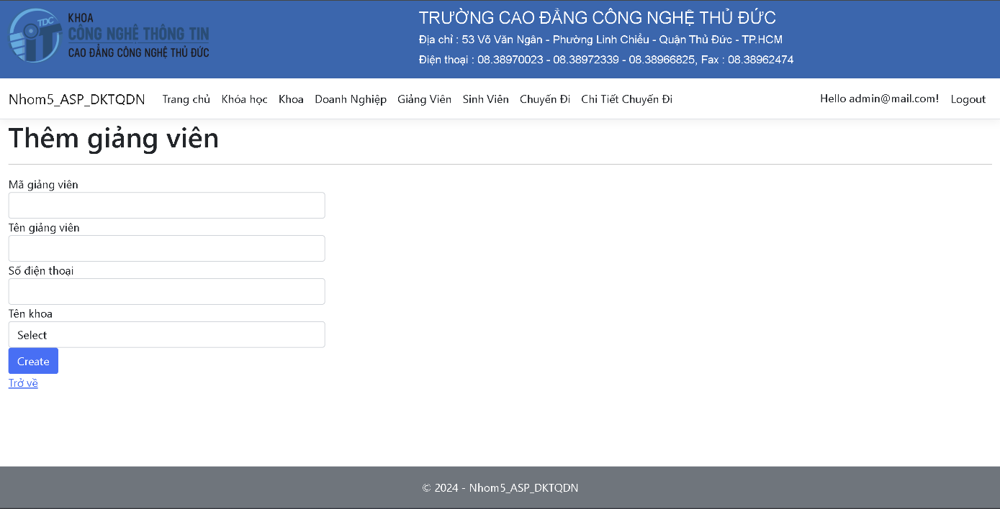 TDC
iT
KHOA
CÔNG NGHỆ THÔNG TIN
CAO ĐẲNG CÔNG NGHỆ THỦ ĐỨC
TRƯỜNG CAO ĐẲNG CÔNG NGHỆ THỦ ĐỨC
Địa chỉ : 53 Võ Văn Ngân - Phường Linh Chiểu - Quận Thủ Đức - TP.HCM
Điện thoại : 08.38970023 - 08.38972339 - 08.38966825, Fax : 08.38962474
Nhom5_ASP_DKTQDN Trang chủ Khóa học Khoa Doanh Nghiệp Giảng Viên Sinh Viên Chuyến Đi Chi Tiết Chuyến Đi Hello admin@mail.com! Logout
Thêm giảng viên
Mã giảng viên
Tên giảng viên
Số điện thoại
Tên khoa
Select
Create
Trở về
© 2024 - Nhom5_ASP_DKTQDN